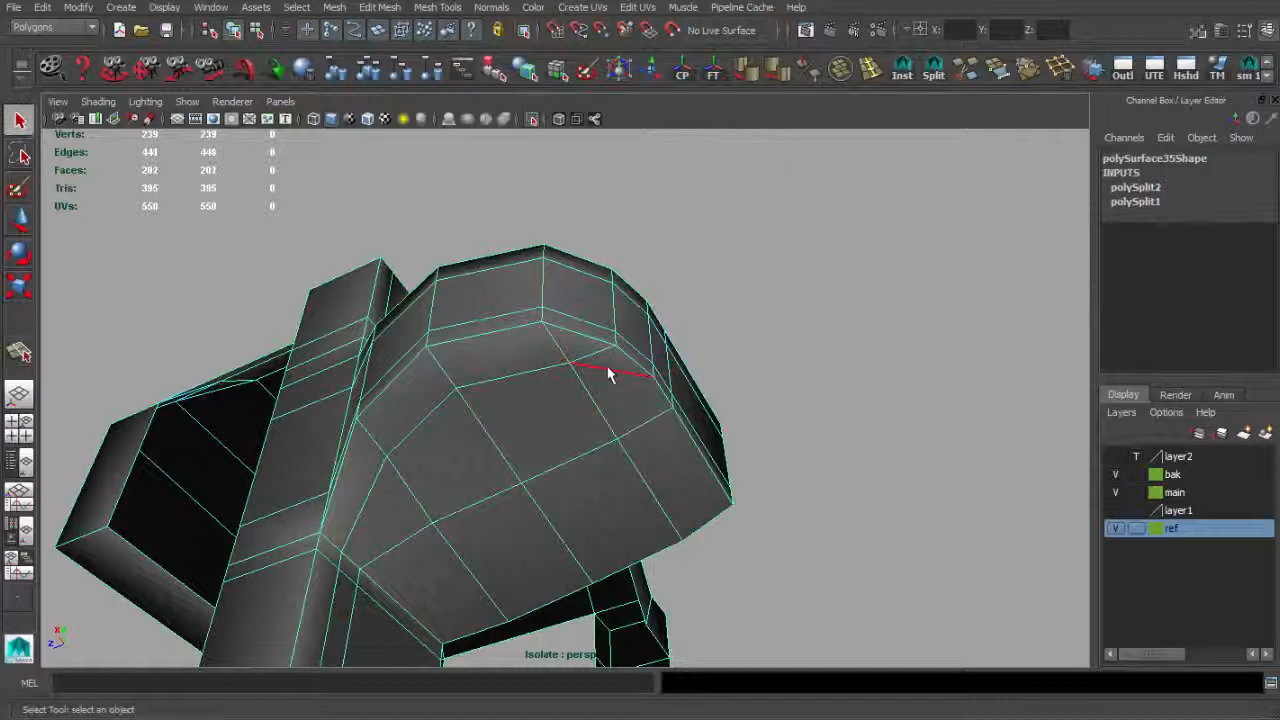 File Edit Modify Create Display Window Assets Select Mesh Edit Mesh Mesh Tools Normals Color Create UVs Edit UVs Muscle Pipeline Cache Help
Polygons No Live Surface X: Y: Z:
CP FT Inst Split Outl UTE Hshd TM sm 1
View Shading Lighting Show Renderer Panels
Channel Box / Layer Editor
Channels Edit Object Show
Verts: 239 239 0
Edges: 441 0
Faces: 202 202 0
Tris: 395 395 0
UVs: 550 550 0
polySurface35Shape
INPUTS
polySplit2
polySplit1
Display Render Anim
Layers Options Help
T layer2
V bak
V main
layer1
V ref
Isolate : persp
MEL
Select Tool: select an object